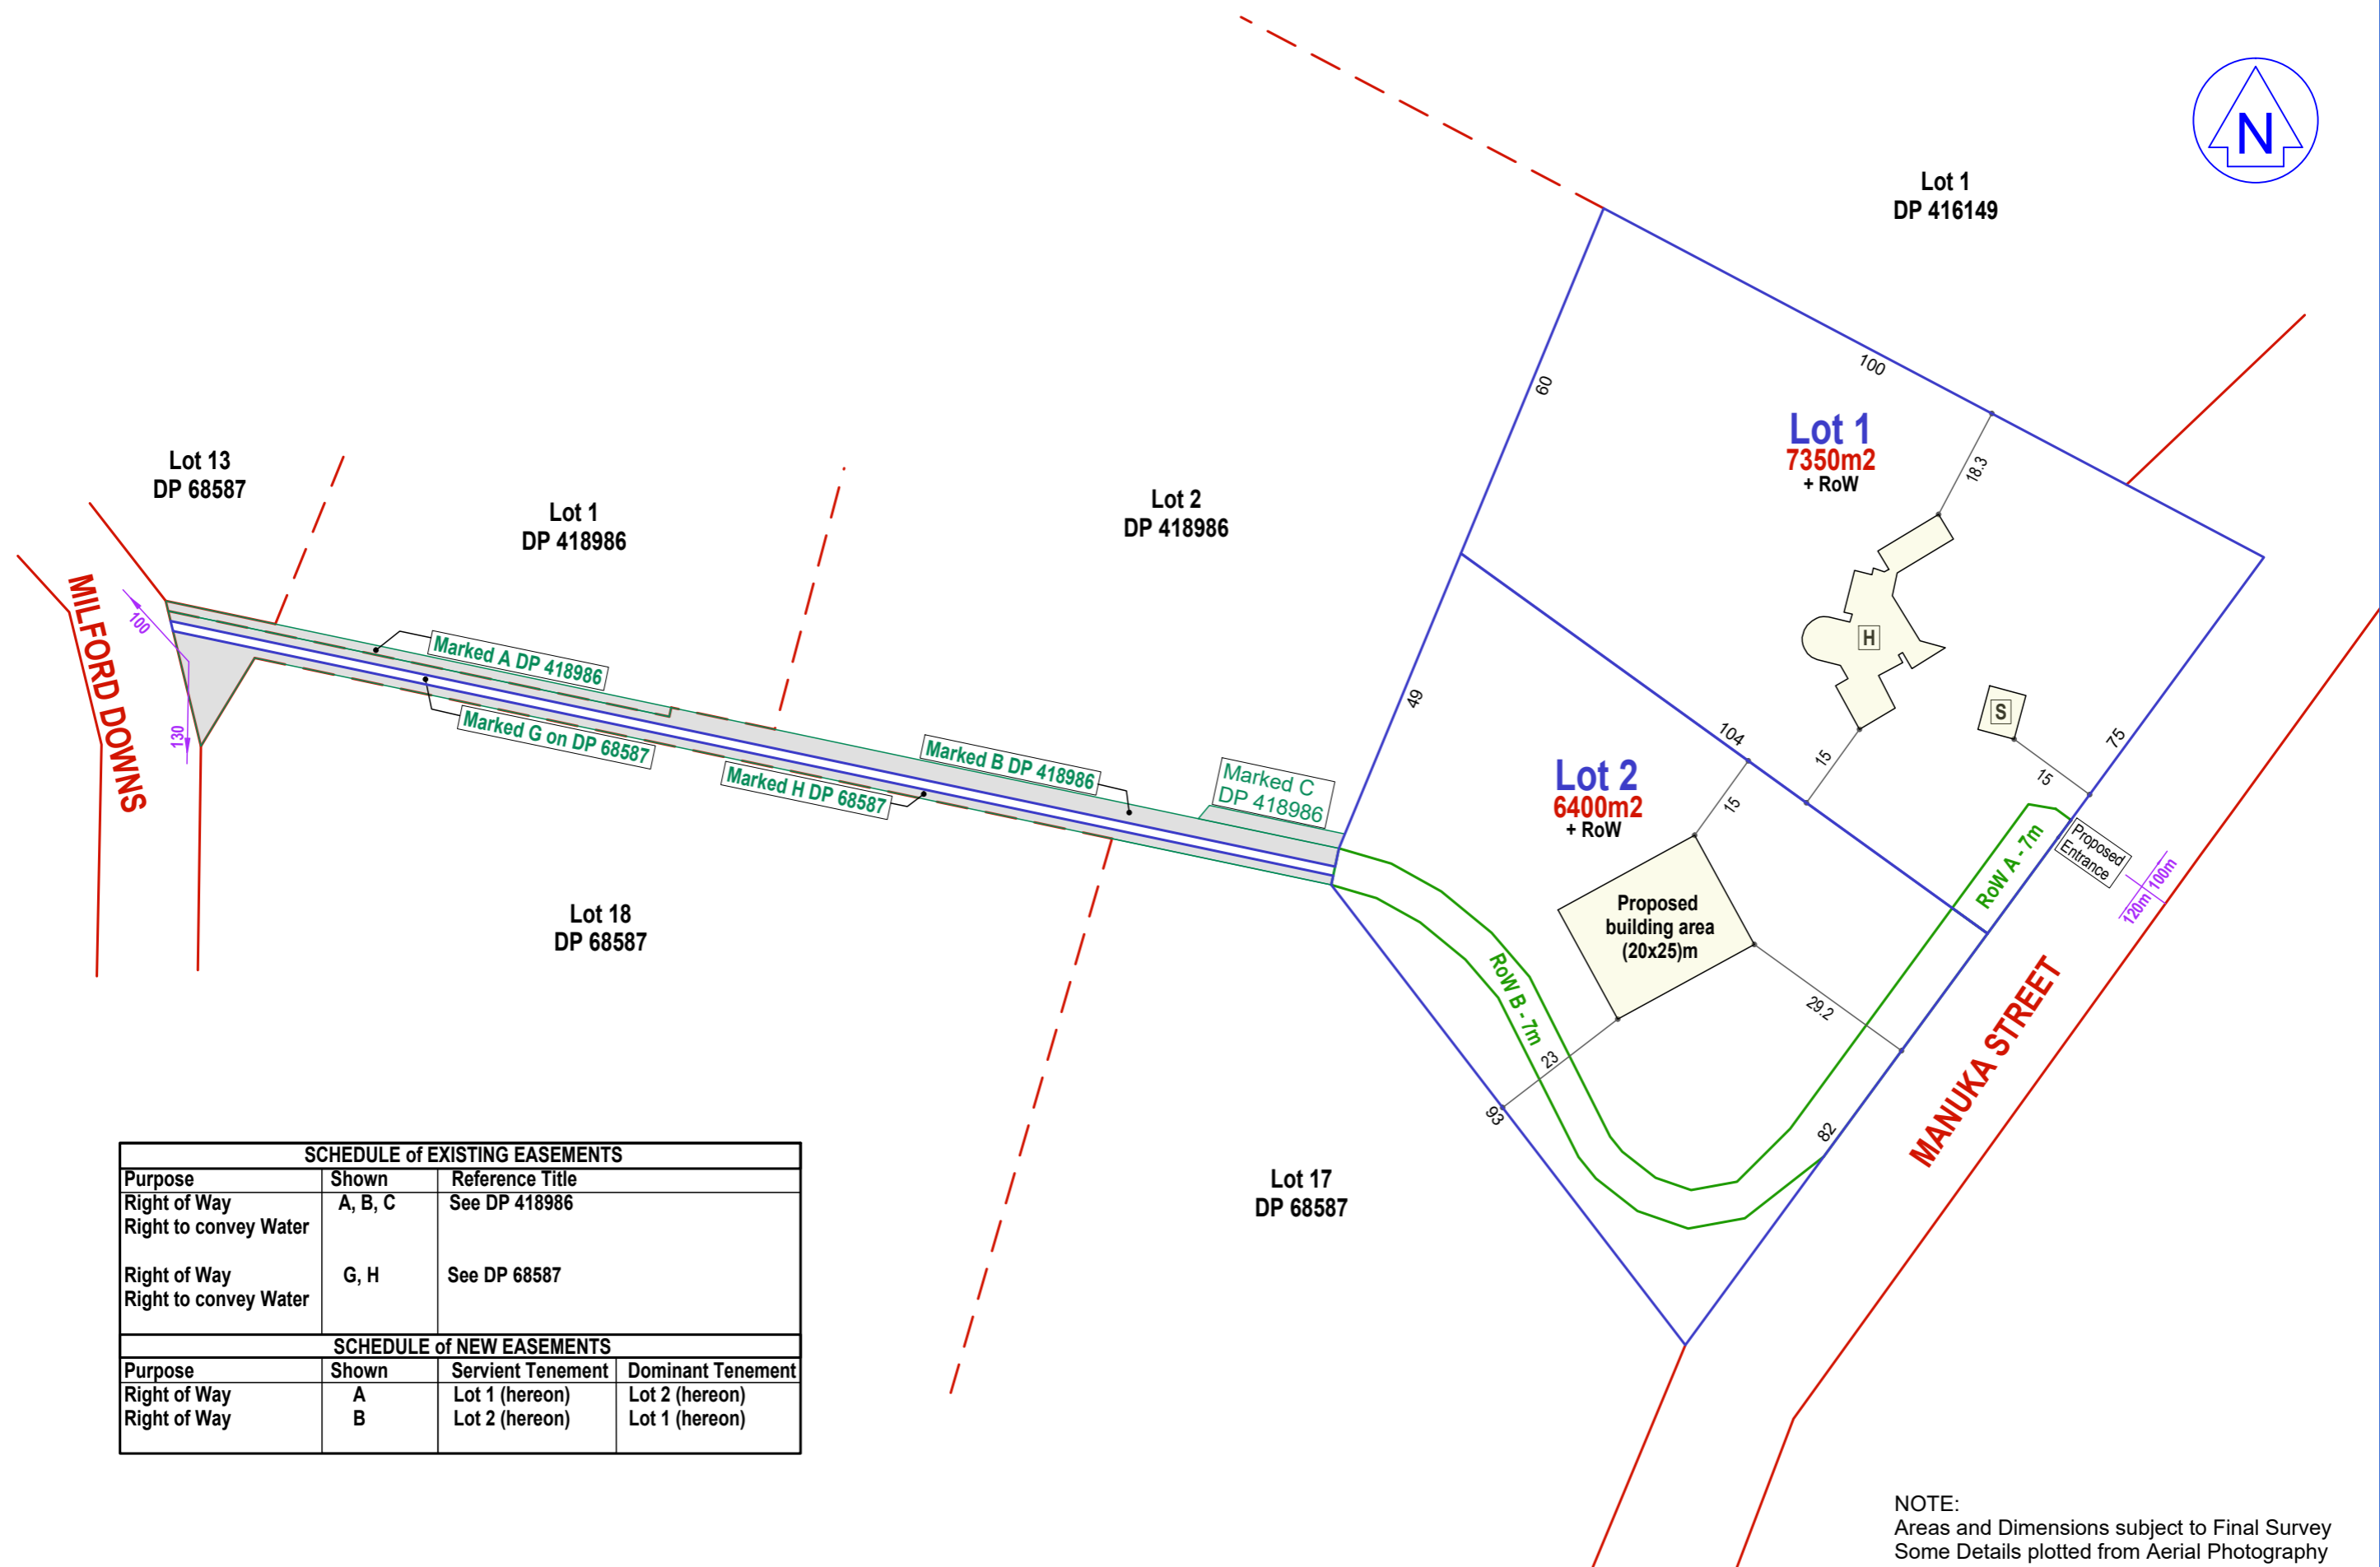 N
Lot 1
DP 416149
100
60
Lot 1
7350m2
+ RoW
18.3
Lot 13
DP 68587
Lot 1
DP 418986
Lot 2
DP 418986
MILFORD DOWNS
100
130
Marked A DP 418986
Marked G on DP 68587
Marked H DP 68587
Marked B DP 418986
Marked C
DP 418986
49
H
S
75
15
15
104
Lot 2
6400m2
+ RoW
15
Proposed
building area
(20x25)m
RoW A - 7m
Proposed
Entrance
100m
120m
Lot 18
DP 68587
RoW B - 7m
29.2
23
93
82
MANUKA STREET
Lot 17
DP 68587
SCHEDULE of EXISTING EASEMENTS
Purpose Shown Reference Title
Right of Way A, B, C See DP 418986
Right to convey Water
Right of Way G, H See DP 68587
Right to convey Water
SCHEDULE of NEW EASEMENTS
Purpose Shown Servient Tenement Dominant Tenement
Right of Way A Lot 1 (hereon) Lot 2 (hereon)
Right of Way B Lot 2 (hereon) Lot 1 (hereon)
NOTE:
Areas and Dimensions subject to Final Survey
Some Details plotted from Aerial Photography